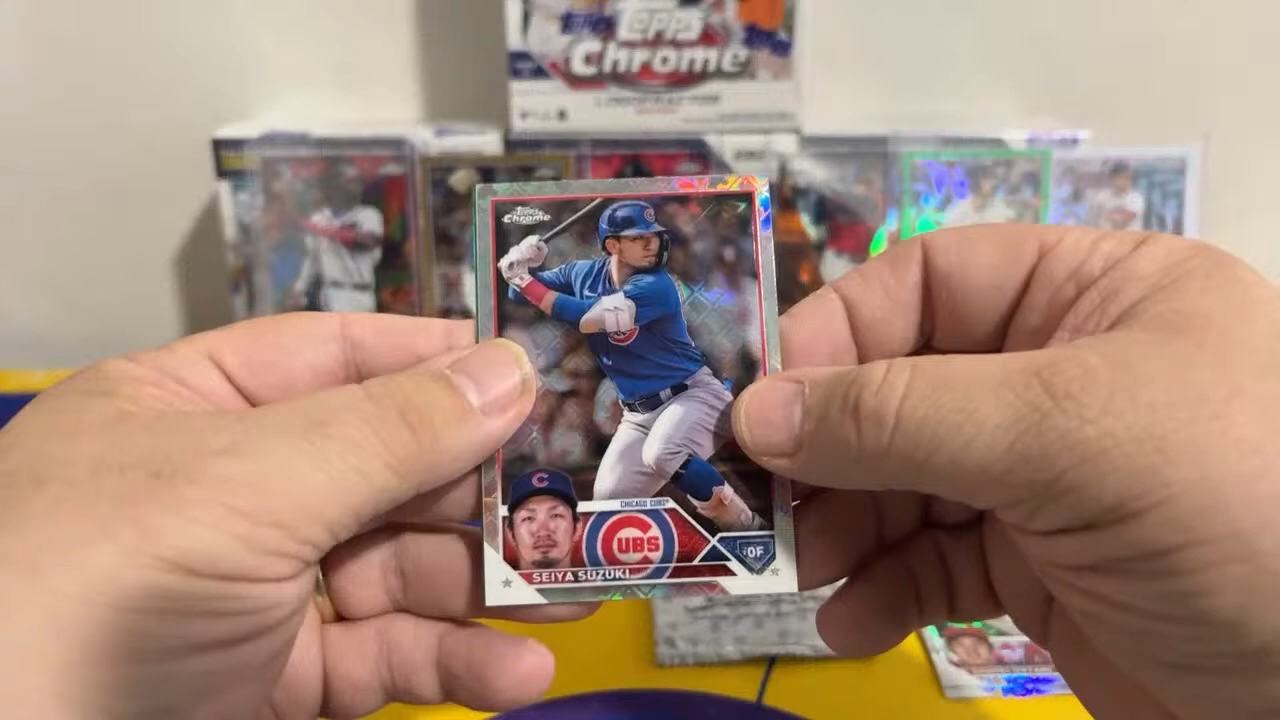 Topps
Chrome
Topps
Chrome
C
CHICAGO CUBS®
CUBS
OF
SEIYA SUZUKI